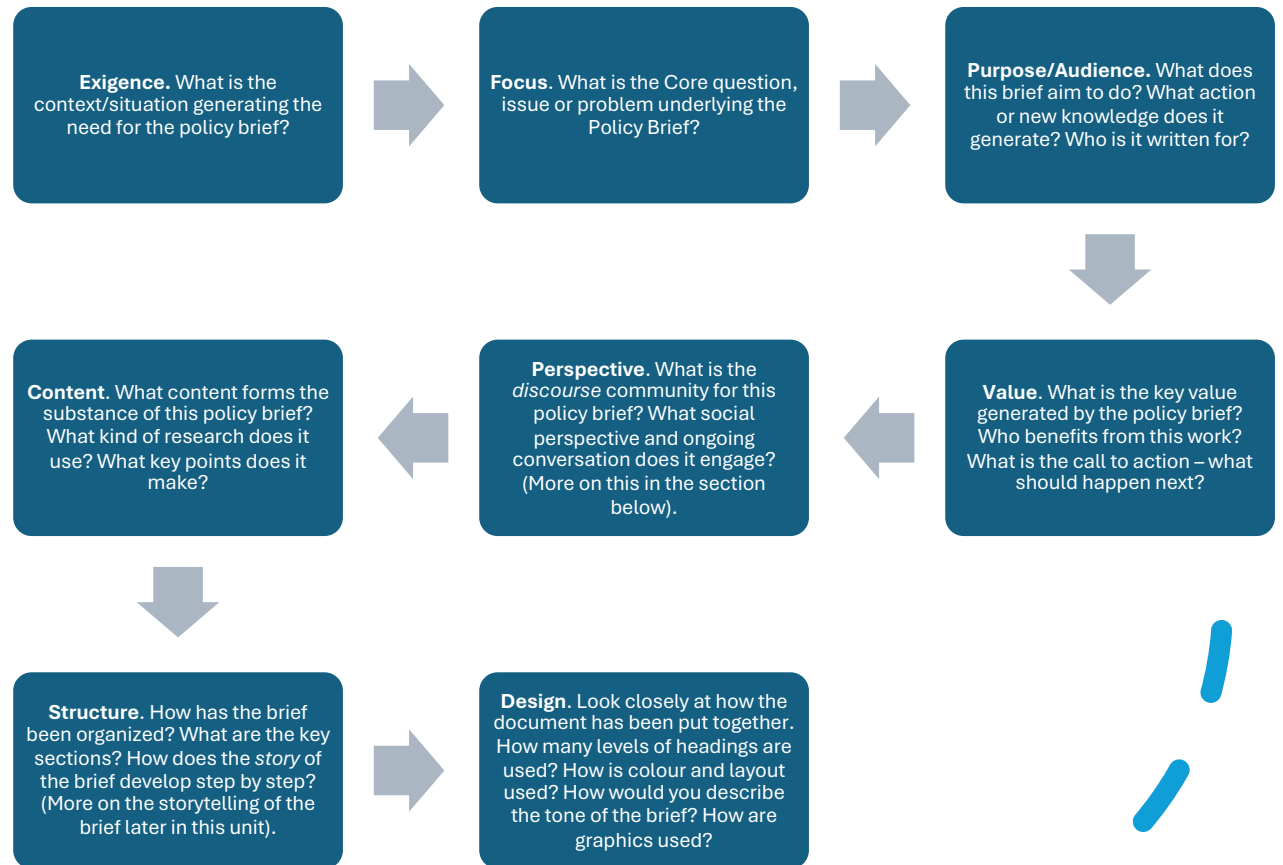 Exigence. What is the
context/situation generating the
need for the policy brief?
Focus. What is the Core question,
issue or problem underlying the
Policy Brief?
Purpose/Audience. What does
this brief aim to do? What action
or new knowledge does it
generate? Who is it written for?
Value. What is the key value
generated by the policy brief?
Who benefits from this work?
What is the call to action – what
should happen next?
Perspective. What is the
discourse community for this
policy brief? What social
perspective and ongoing
conversation does it engage?
(More on this in the section
below).
Content. What content forms the
substance of this policy brief?
What kind of research does it
use? What key points does it
make?
Structure. How has the brief
been organized? What are the key
sections? How does the story of
the brief develop step by step?
(More on the storytelling of the
brief later in this unit).
Design. Look closely at how the
document has been put together.
How many levels of headings are
used? How is colour and layout
used? How would you describe
the tone of the brief? How are
graphics used?